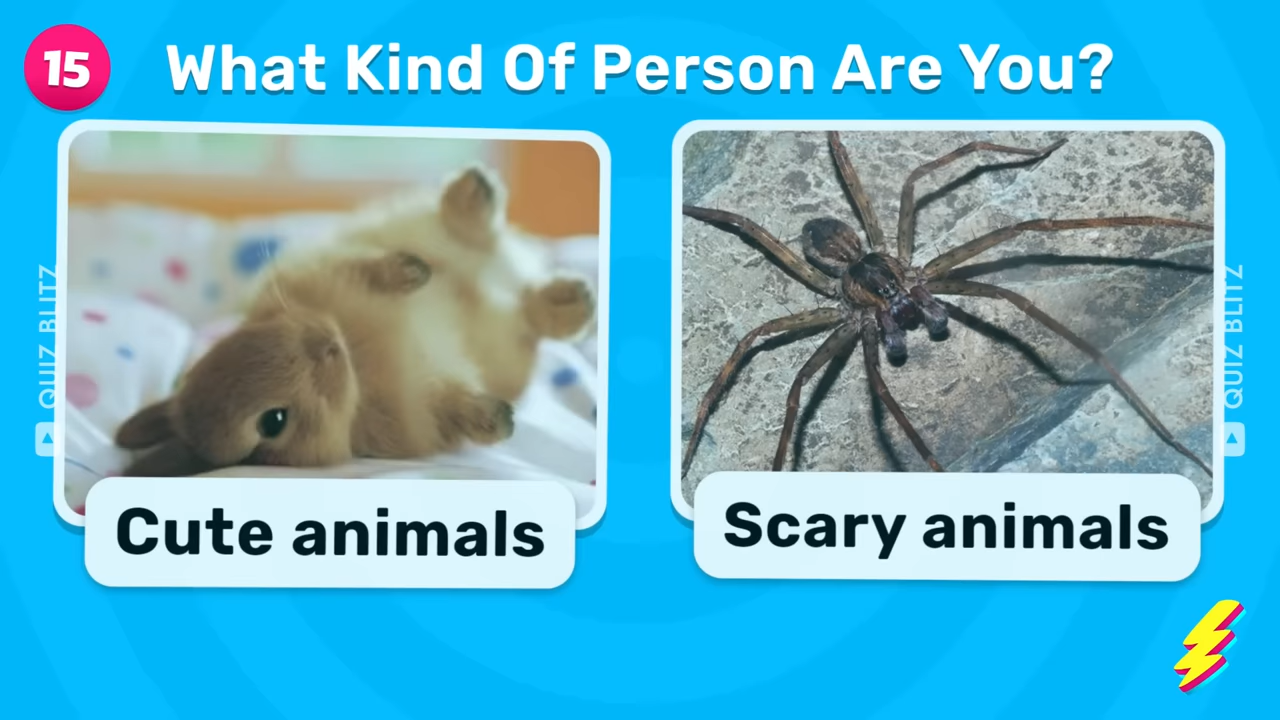 15
What Kind Of Person Are You?
QUIZ BLITZ
QUIZ BLITZ
Cute animals
Scary animals